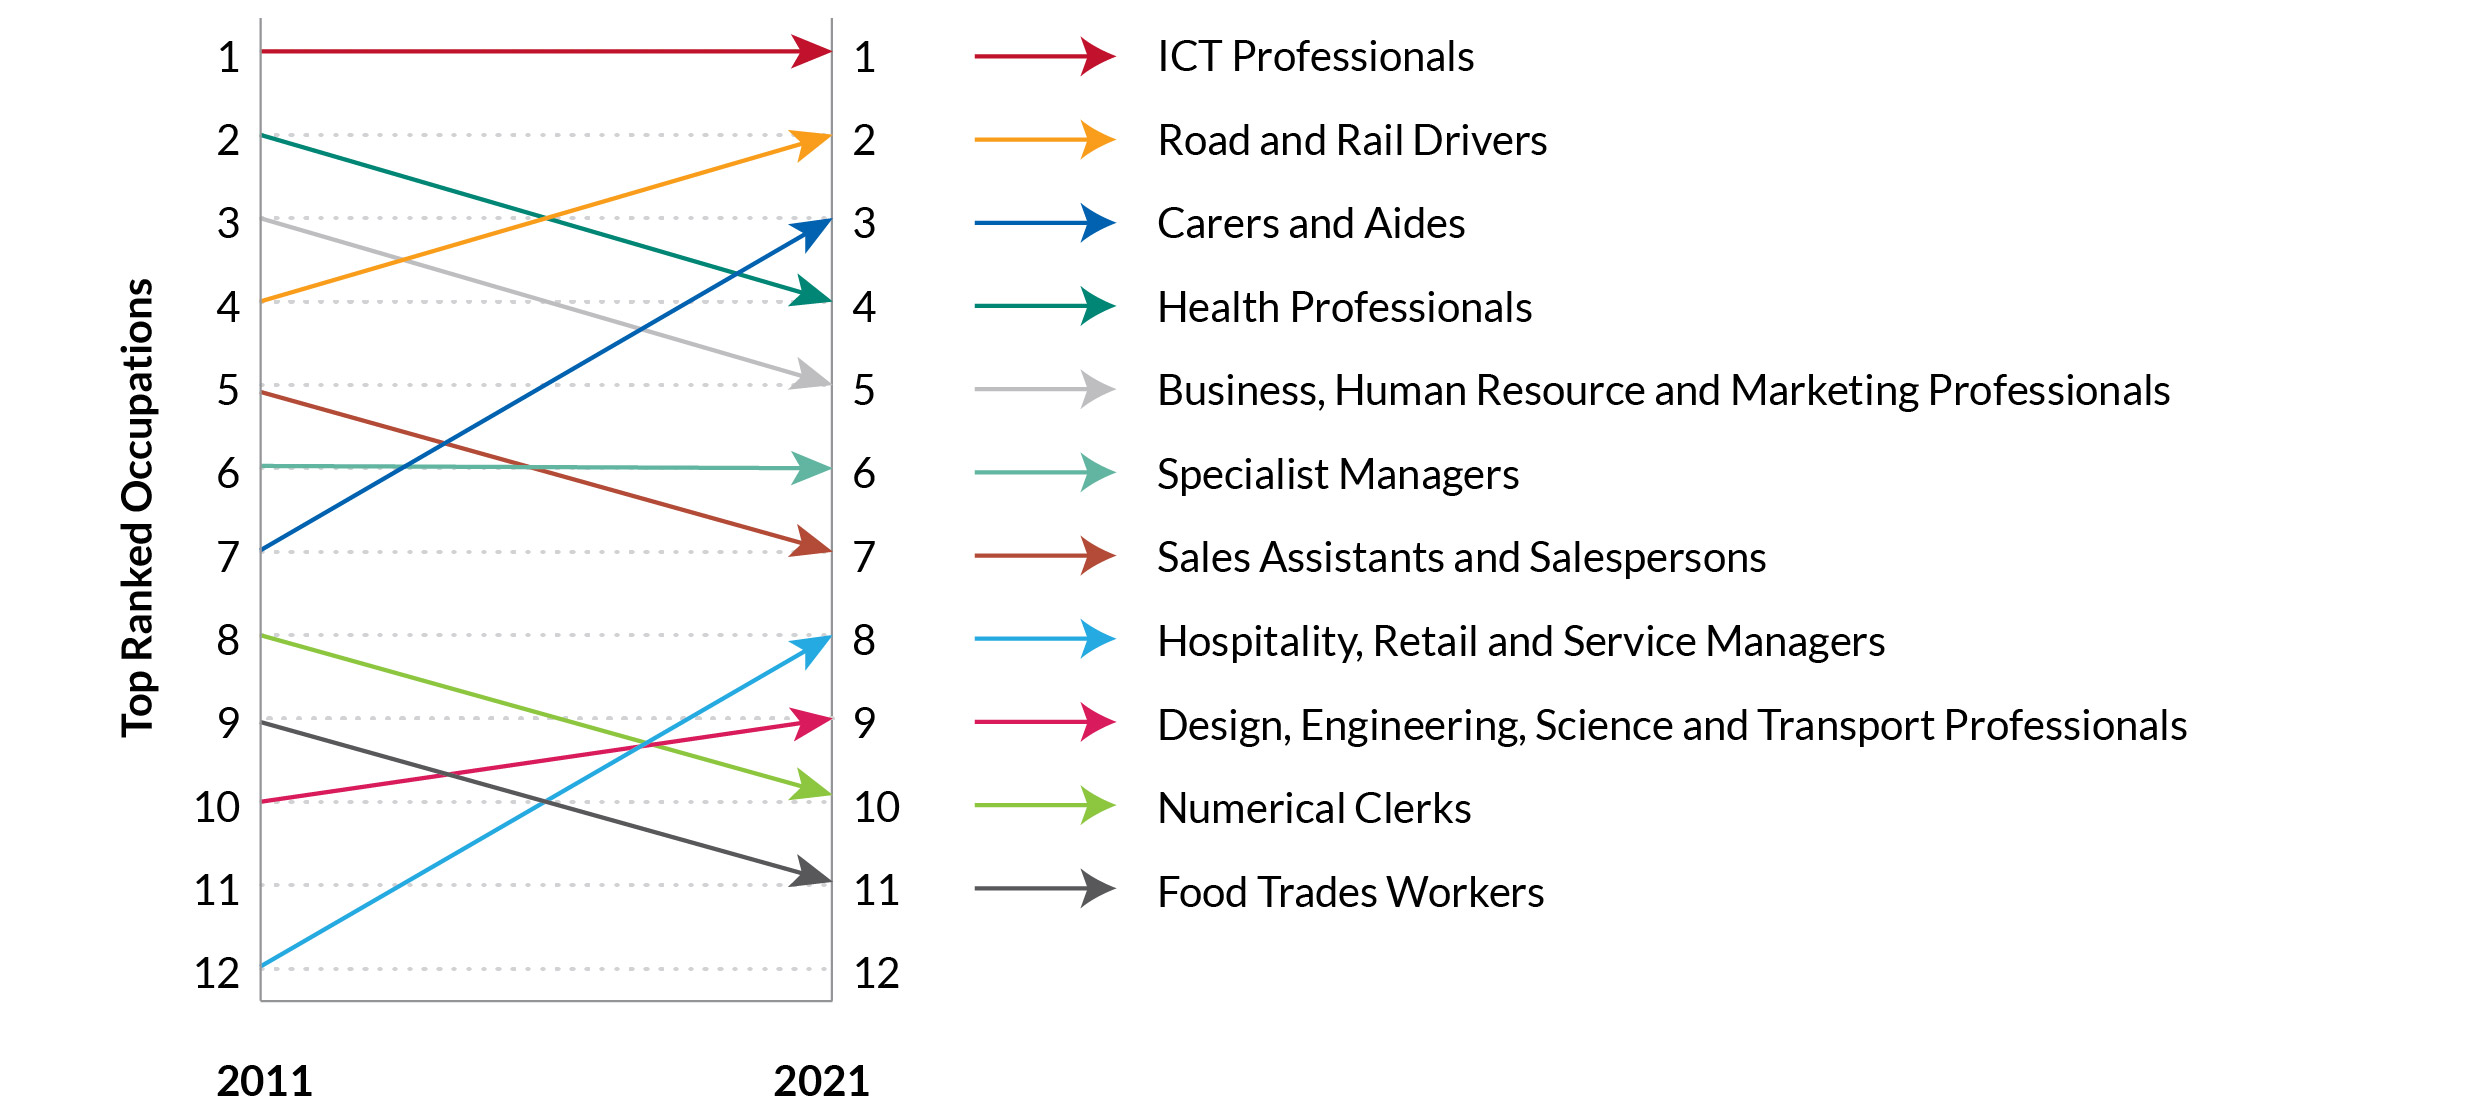 Top Ranked Occupations
1 1 ICT Professionals
2 2 Road and Rail Drivers
3 3 Carers and Aides
4 4 Health Professionals
5 5 Business, Human Resource and Marketing Professionals
6 6 Specialist Managers
7 7 Sales Assistants and Salespersons
8 8 Hospitality, Retail and Service Managers
9 9 Design, Engineering, Science and Transport Professionals
10 10 Numerical Clerks
11 11 Food Trades Workers
12 12
2011 2021